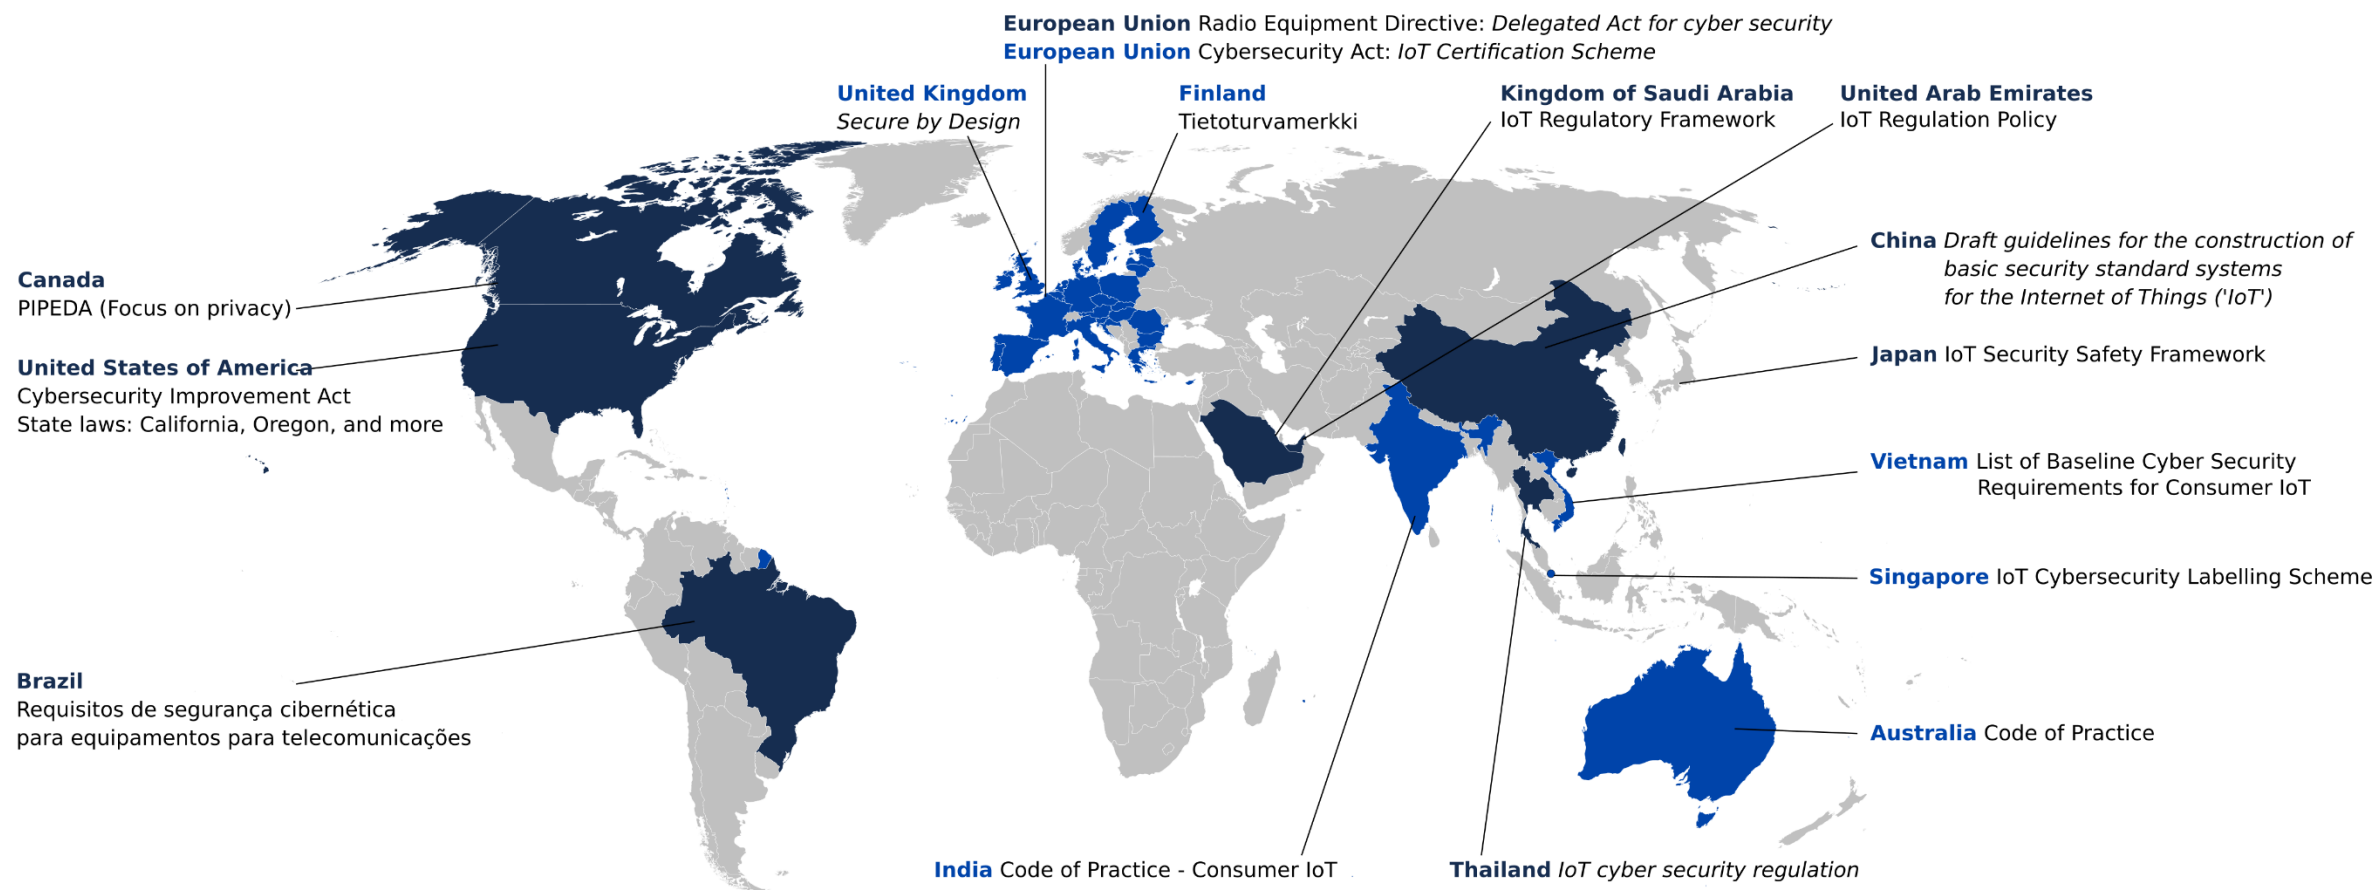 European Union Radio Equipment Directive: Delegated Act for cyber security
European Union Cybersecurity Act: IoT Certification Scheme
United Kingdom
Secure by Design
Finland
Tietoturvamerkki
Kingdom of Saudi Arabia
IoT Regulatory Framework
United Arab Emirates
IoT Regulation Policy
Canada
PIPEDA (Focus on privacy)
United States of America
Cybersecurity Improvement Act
State laws: California, Oregon, and more
Brazil
Requisitos de segurança cibernética
para equipamentos para telecomunicações
China Draft guidelines for the construction of
basic security standard systems
for the Internet of Things ('IoT')
Japan IoT Security Safety Framework
Vietnam List of Baseline Cyber Security
Requirements for Consumer IoT
Singapore IoT Cybersecurity Labelling Scheme
Australia Code of Practice
India Code of Practice - Consumer IoT
Thailand IoT cyber security regulation